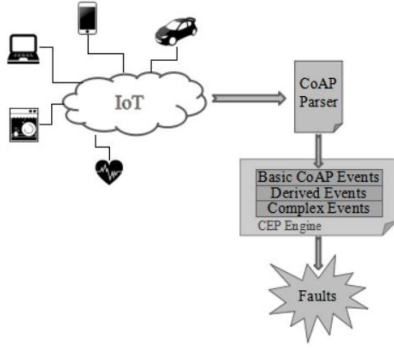 IoT
CoAP
Parser
Basic CoAP Events
Derived Events
Complex Events
CEP Engine
Faults